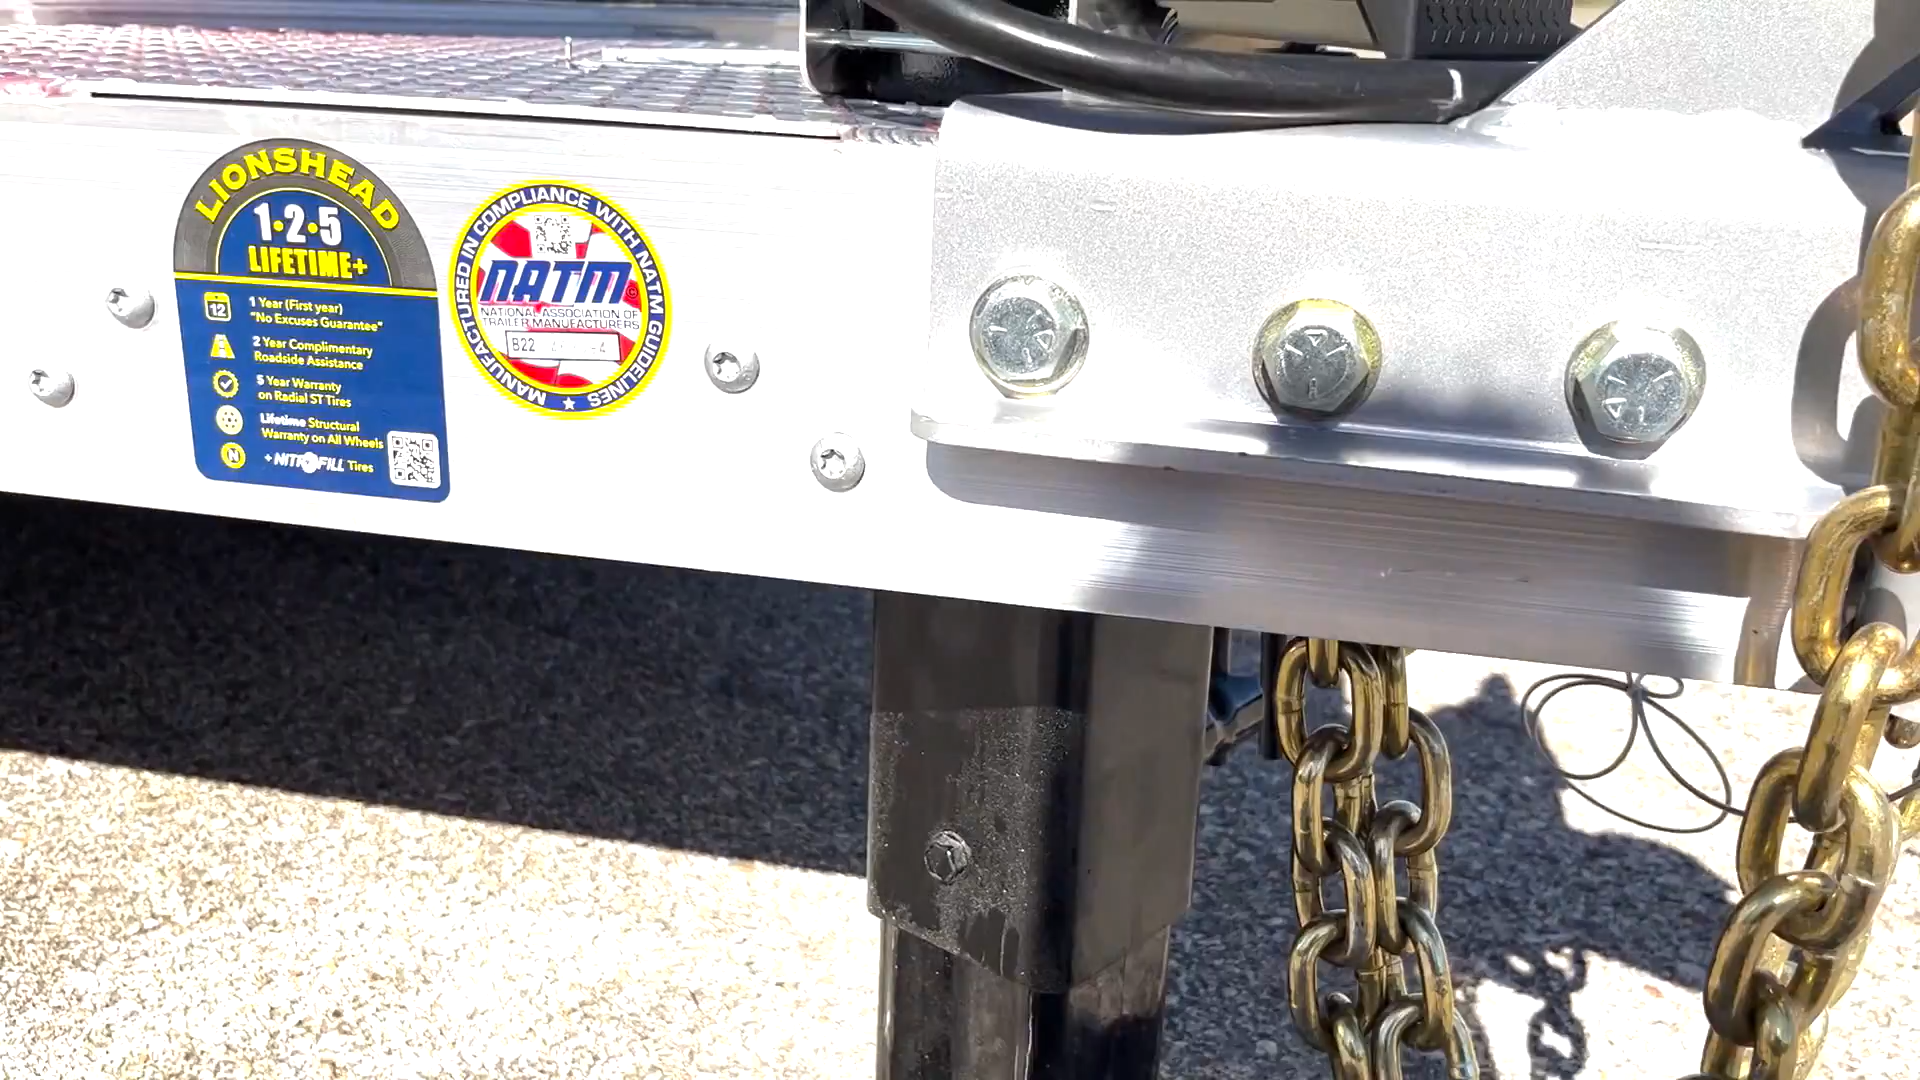 LIONSHEAD
1·2·5
LIFETIME+
12
1 Year (First year)
"No Excuses Guarantee"
2 Year Complimentary
Roadside Assistance
5 Year Warranty
on Radial ST Tires
Lifetime Structural
Warranty on All Wheels
N
+ NITROFILL Tires
MANUFACTURED IN COMPLIANCE WITH NATM GUIDELINES
NATM
NATIONAL ASSOCIATION OF
TRAILER MANUFACTURERS
B22